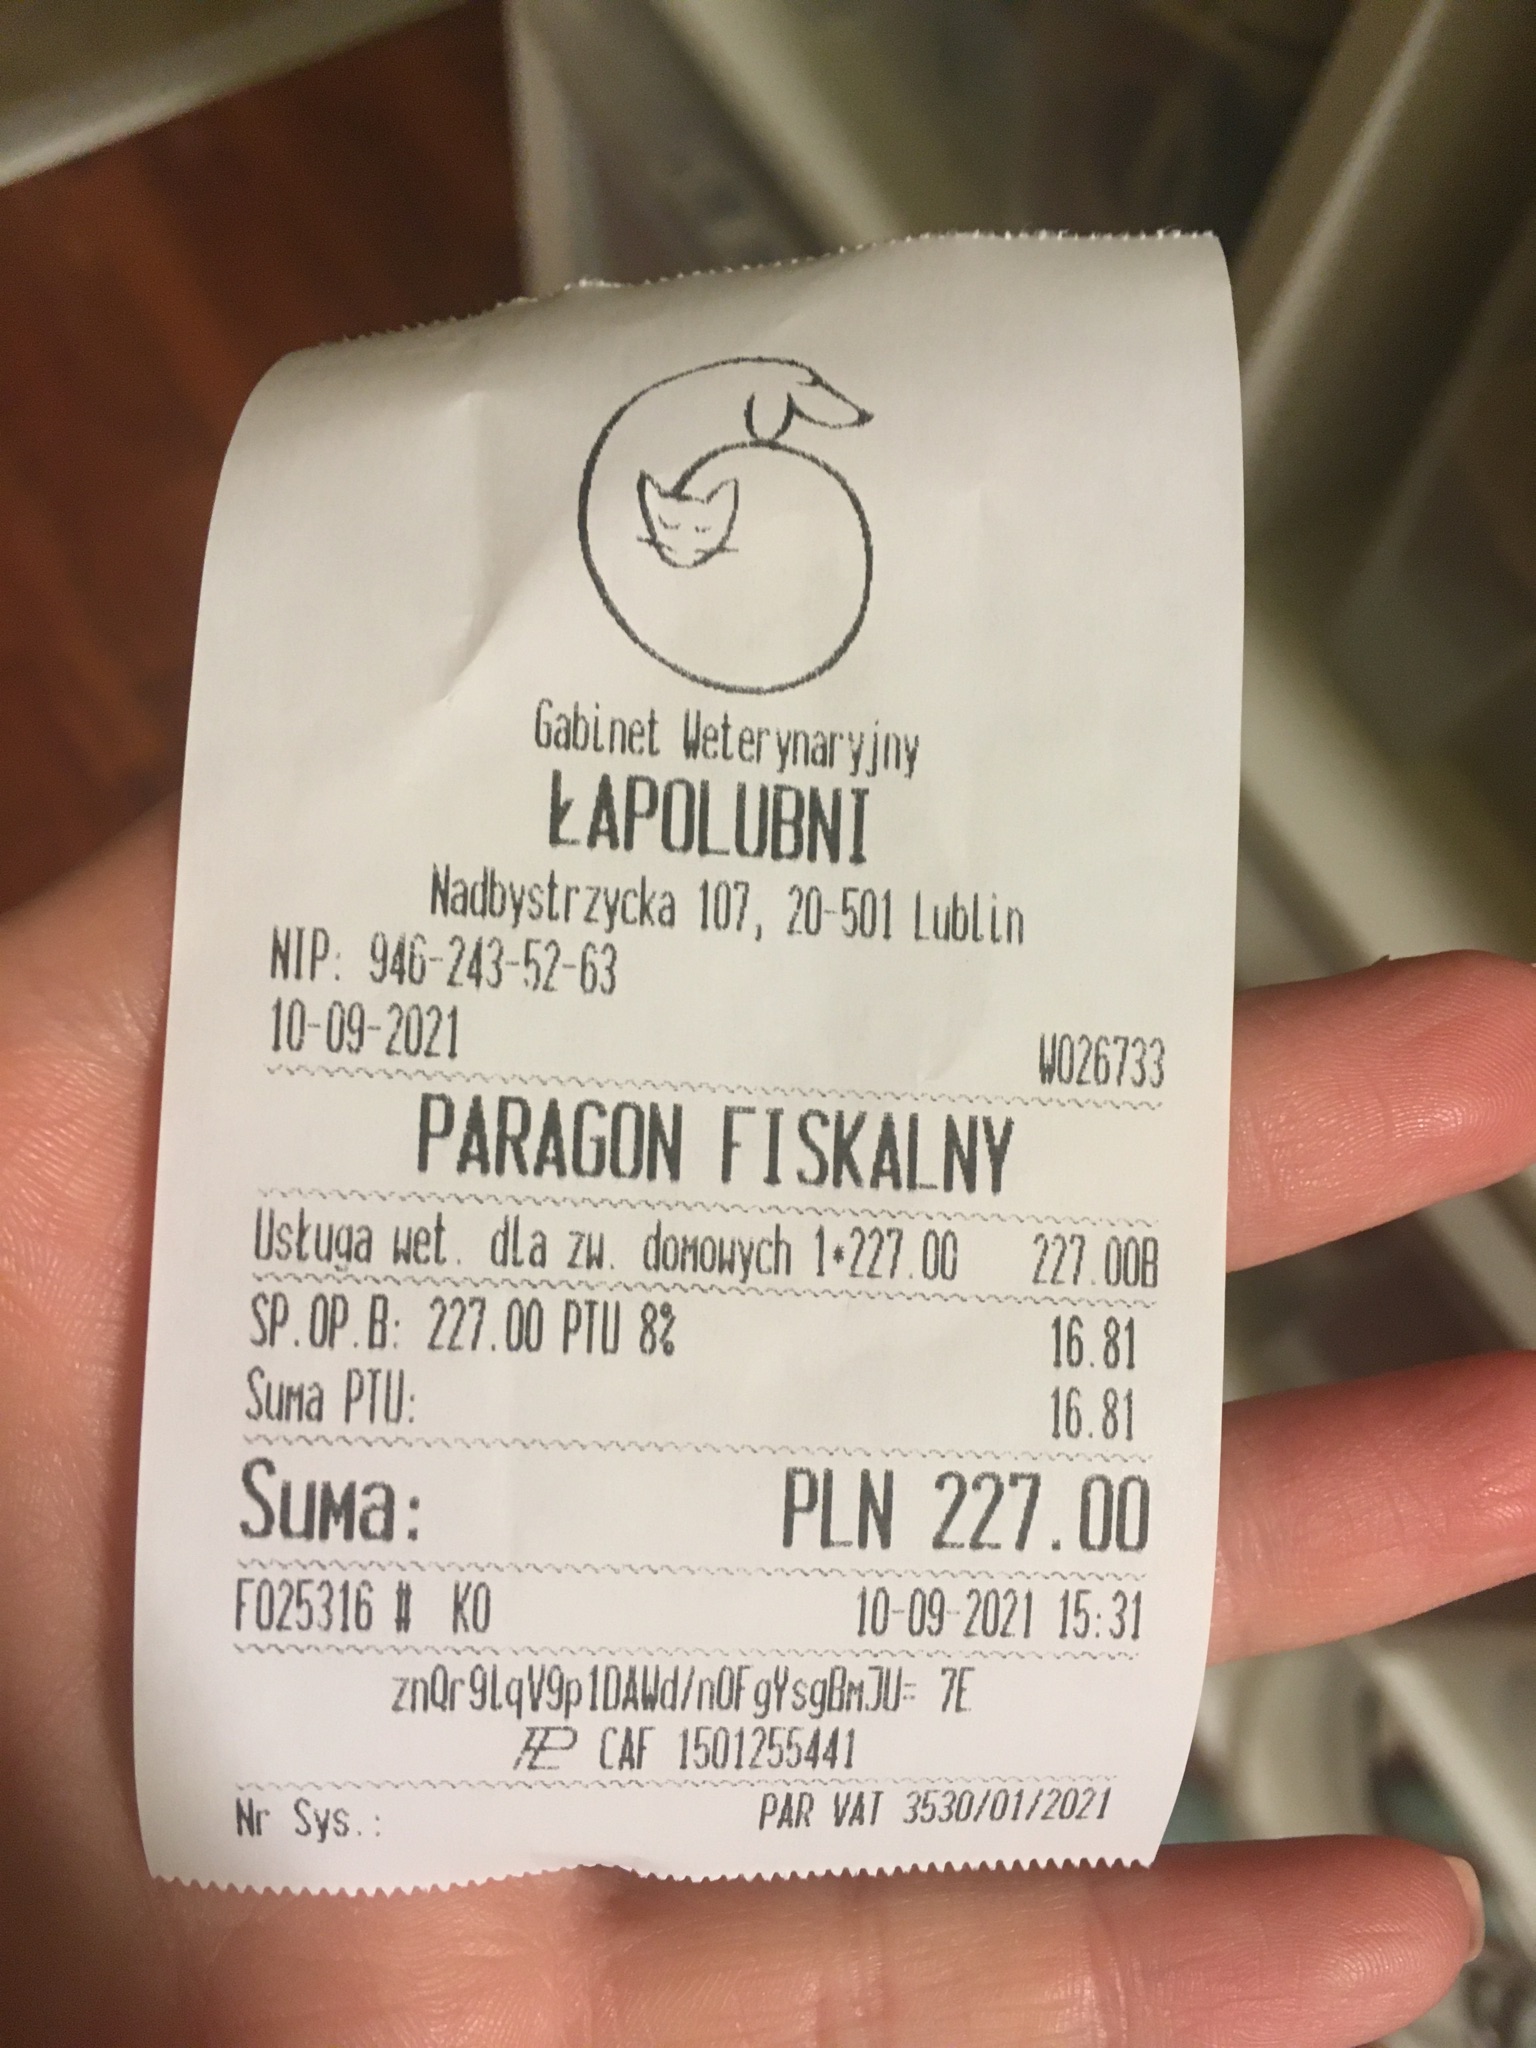 Gabinet Weterynaryjny
ŁAPOLUBNI
Nadbystrzycka 107, 20-501 Lublin
NIP: 946-243-52-63
10-09-2021 W026733
PARAGON FISKALNY
Usługa wet. dla zw. domowych 1*227.00 227.00B
SP.OP.B: 227.00 PTU 8% 16.81
Suma PTU: 16.81
Suma: PLN 227.00
F025316 # K0 10-09-2021 15:31
znQr9lqV9p1DAWd/nOFgYsgBmJU= 7E
CAF 1501255441
Nr Sys.: PAR VAT 3530/01/2021